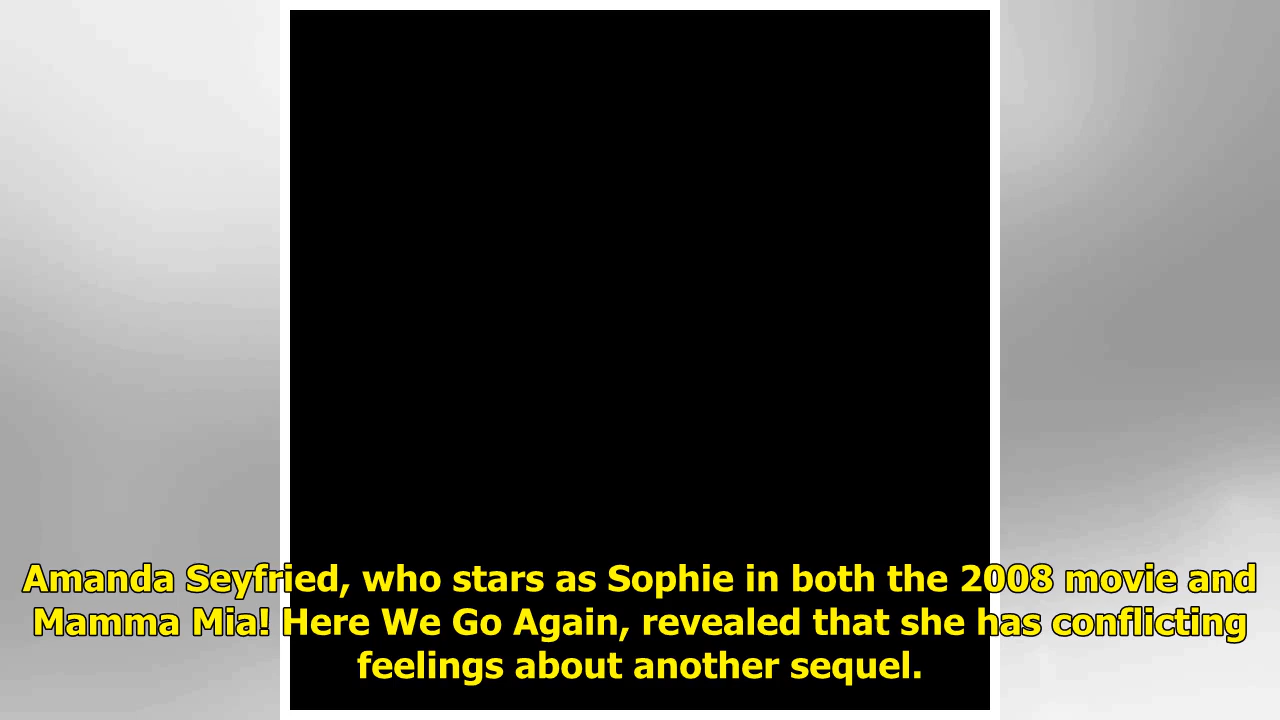 Amanda Seyfried, who stars as Sophie in both the 2008 movie and
Mamma Mia! Here We Go Again, revealed that she has conflicting
feelings about another sequel.